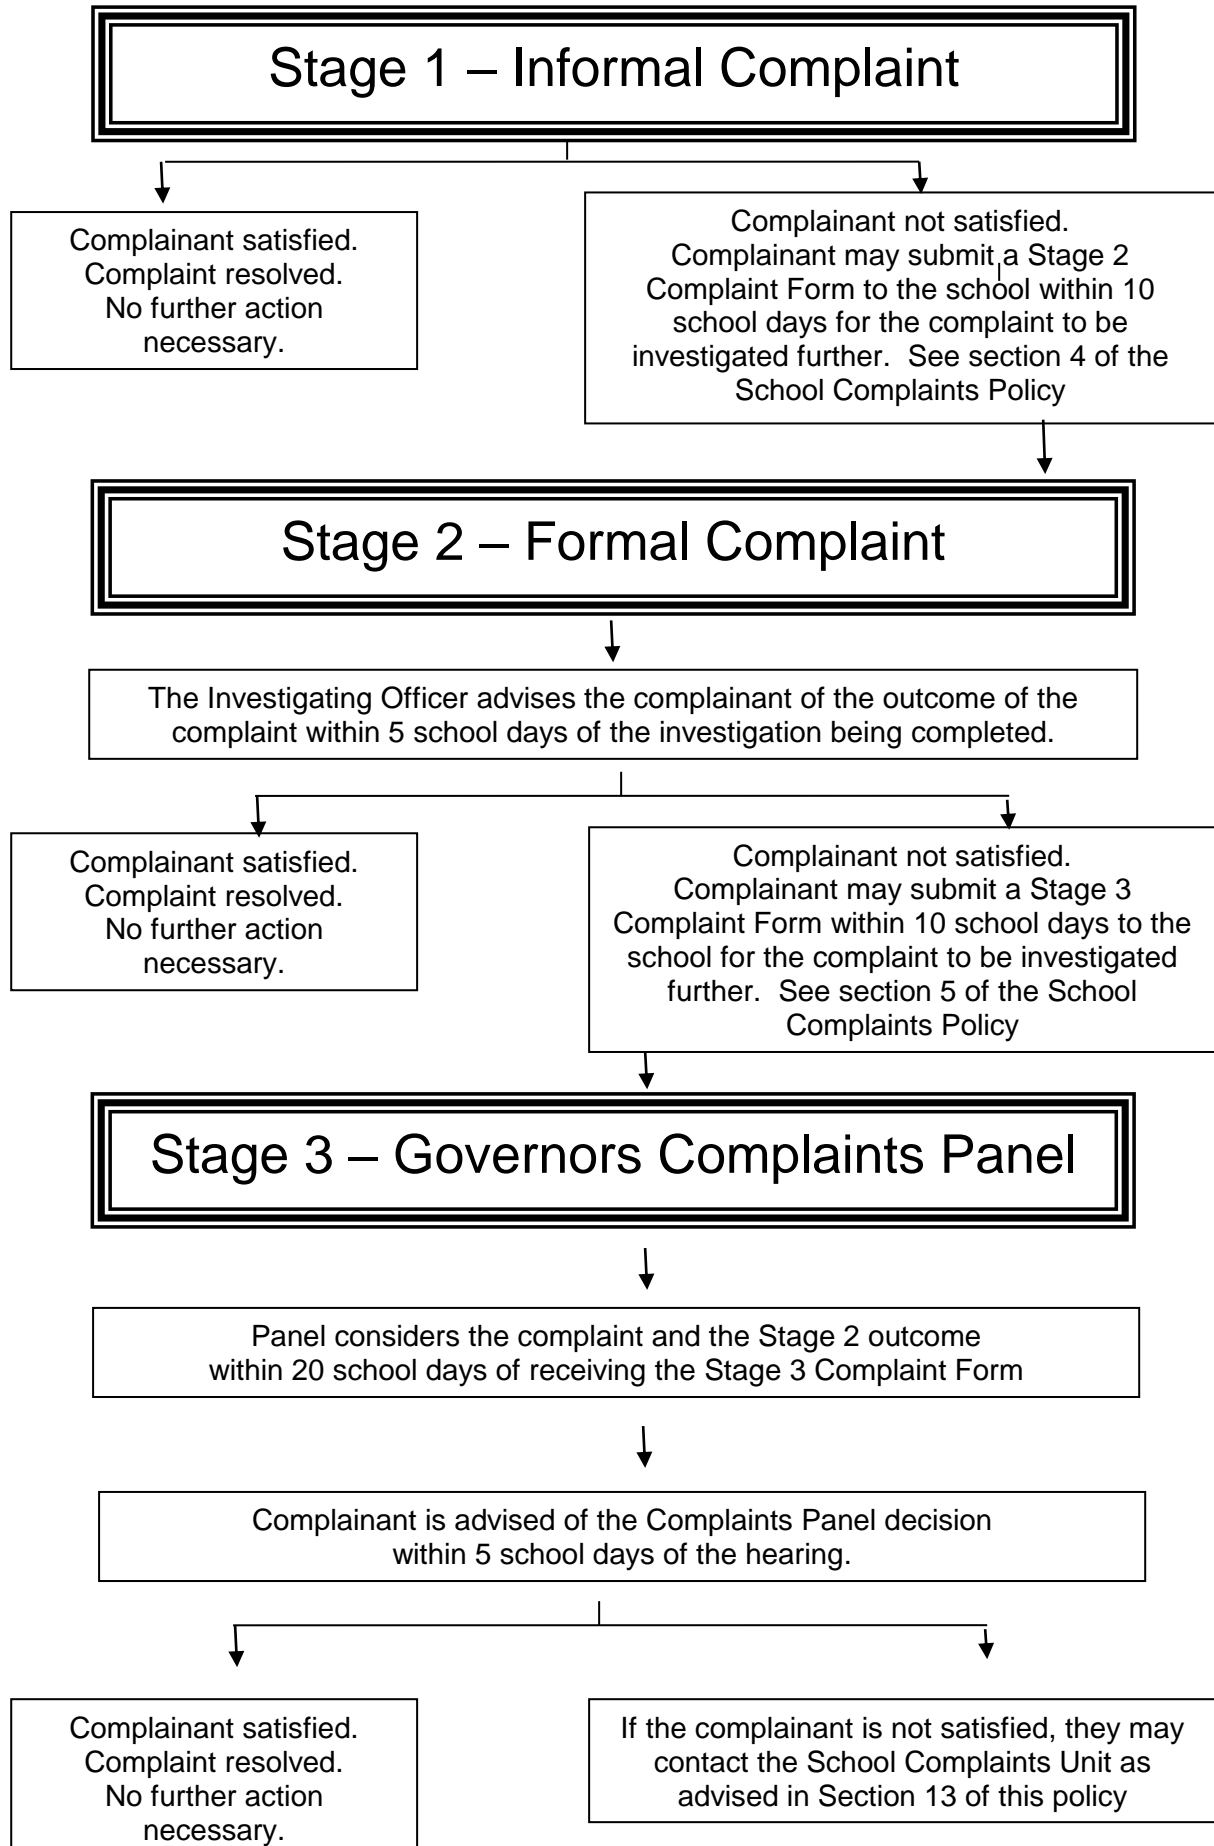 Stage 1 – Informal Complaint
Complainant satisfied.
Complaint resolved.
No further action
necessary.
Complainant not satisfied.
Complainant may submit a Stage 2
Complaint Form to the school within 10
school days for the complaint to be
investigated further.  See section 4 of the
School Complaints Policy
Stage 2 – Formal Complaint
The Investigating Officer advises the complainant of the outcome of the
complaint within 5 school days of the investigation being completed.
Complainant satisfied.
Complaint resolved.
No further action
necessary.
Complainant not satisfied.
Complainant may submit a Stage 3
Complaint Form within 10 school days to the
school for the complaint to be investigated
further.  See section 5 of the School
Complaints Policy
Stage 3 – Governors Complaints Panel
Panel considers the complaint and the Stage 2 outcome
within 20 school days of receiving the Stage 3 Complaint Form
Complainant is advised of the Complaints Panel decision
within 5 school days of the hearing.
Complainant satisfied.
Complaint resolved.
No further action
necessary.
If the complainant is not satisfied, they may
contact the School Complaints Unit as
advised in Section 13 of this policy